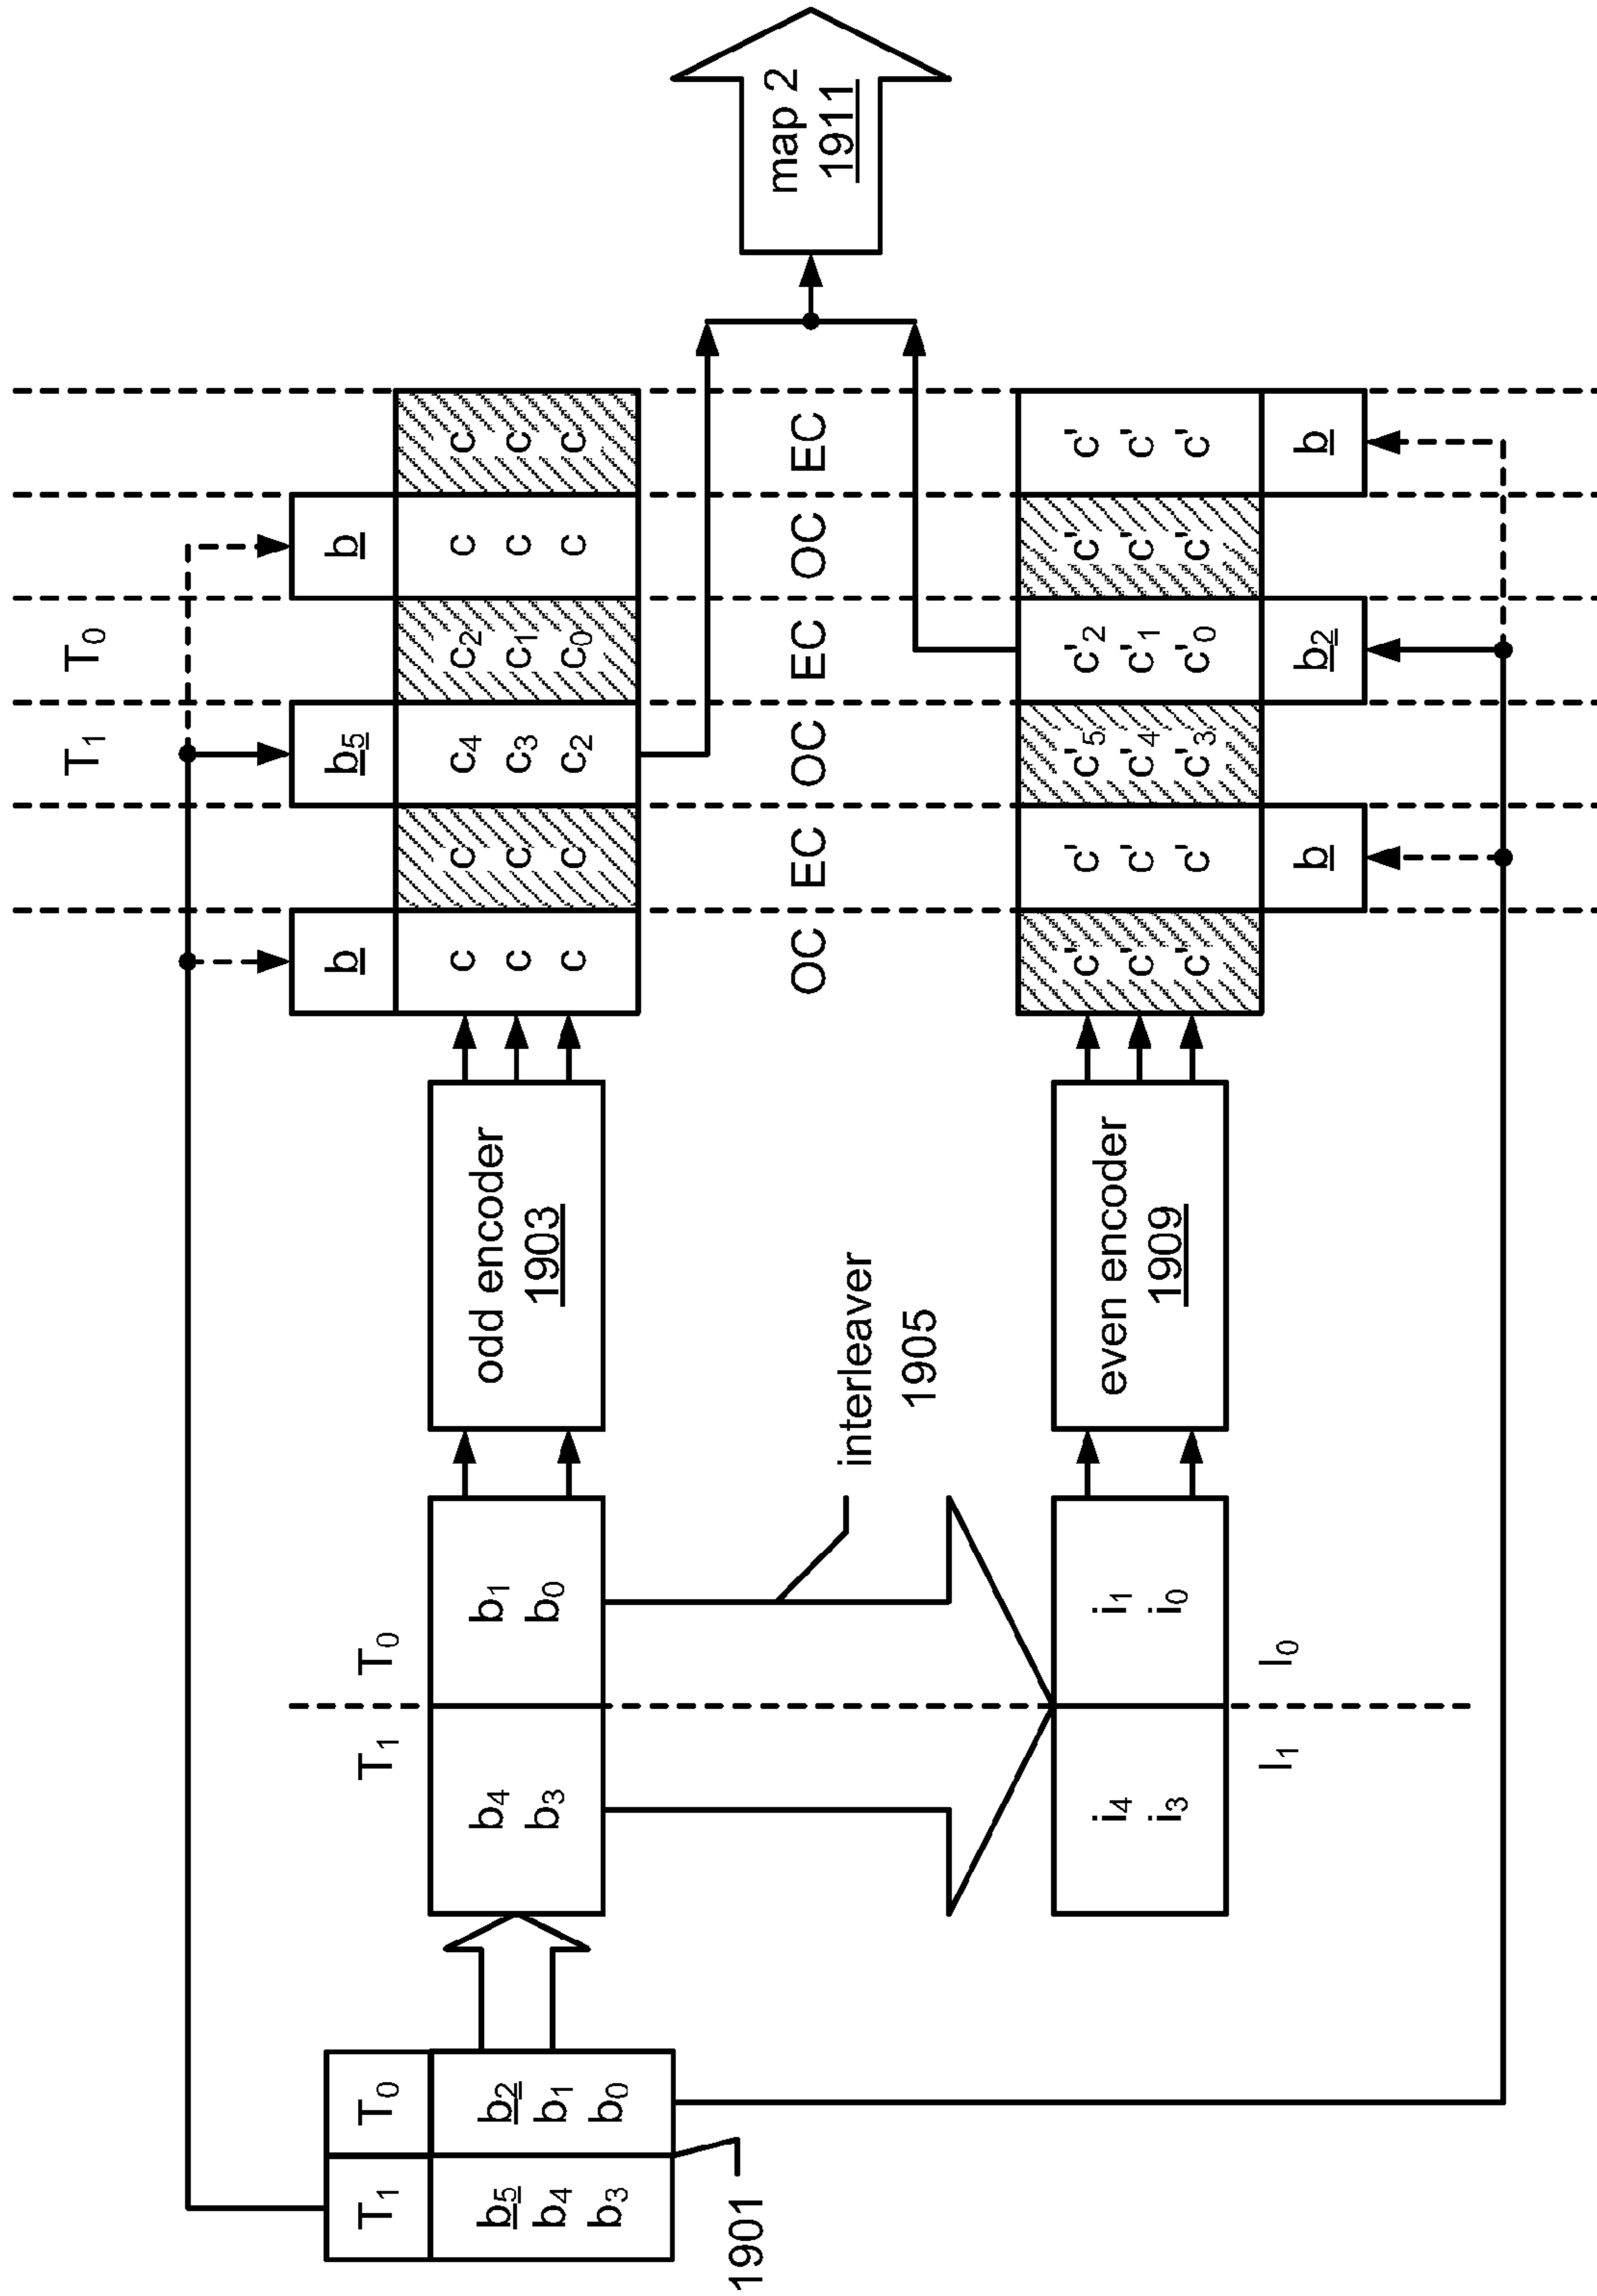 T₁ T₀
b b₅ b
T₁ T₀ T₁ T₀
b₅ b₂ b₄ b₁ odd encoder c c c₄ c₂ c c
b₄ b₁ b₃ b₀ 1903 c c c₃ c₁ c c
b₃ b₀ c c c₂ c₀ c c
1901
map 2
OC EC OC EC OC EC
1911
interleaver
1905
i₄ i₁ even encoder c' c' c'₅ c'₂ c' c'
i₃ i₀ 1909 c' c' c'₄ c'₁ c' c'
c' c' c'₃ c'₀ c' c'
I₁ I₀
b b₂ b